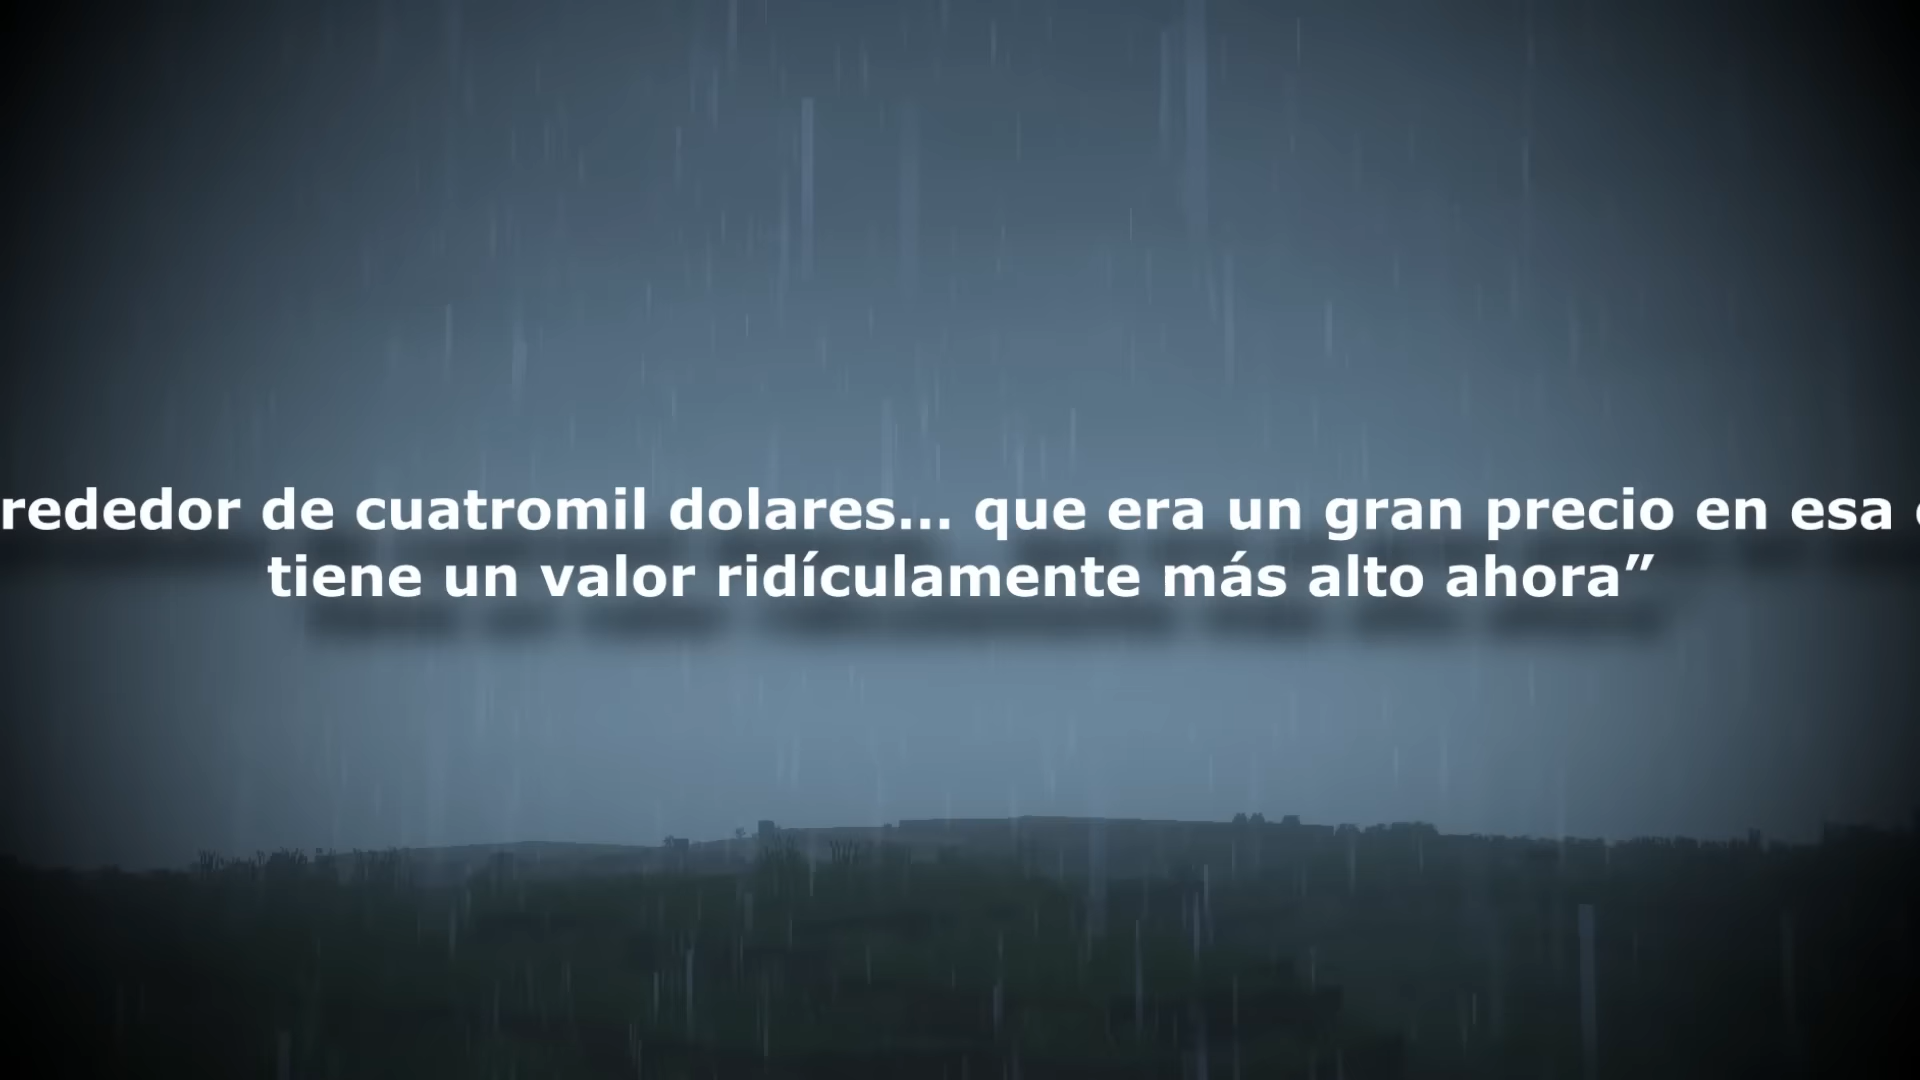 rededor de cuatromil dolares... que era un gran precio en esa
tiene un valor ridículamente más alto ahora”